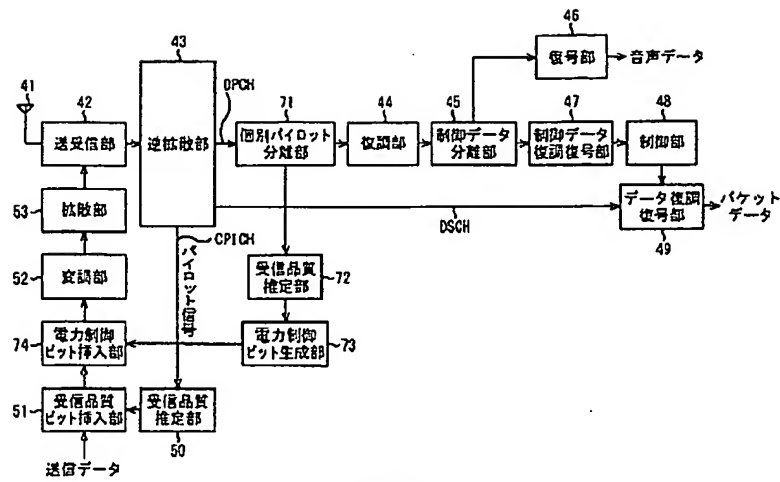 46
復号部
音声データ
43
41
42
DPCH
71
44
45
47
48
送受信部
逆拡散部
個別パイロット
分離部
復調部
制御データ
分離部
制御データ
復調復号部
制御部
53
拡散部
データ復調
復号部
パケット
データ
DSCH
49
CPICH
パイロット信号
52
変調部
受信品質
推定部
72
74
電力制御
ビット挿入部
電力制御
ビット生成部
73
51
受信品質
ビット挿入部
受信品質
推定部
50
送信データ